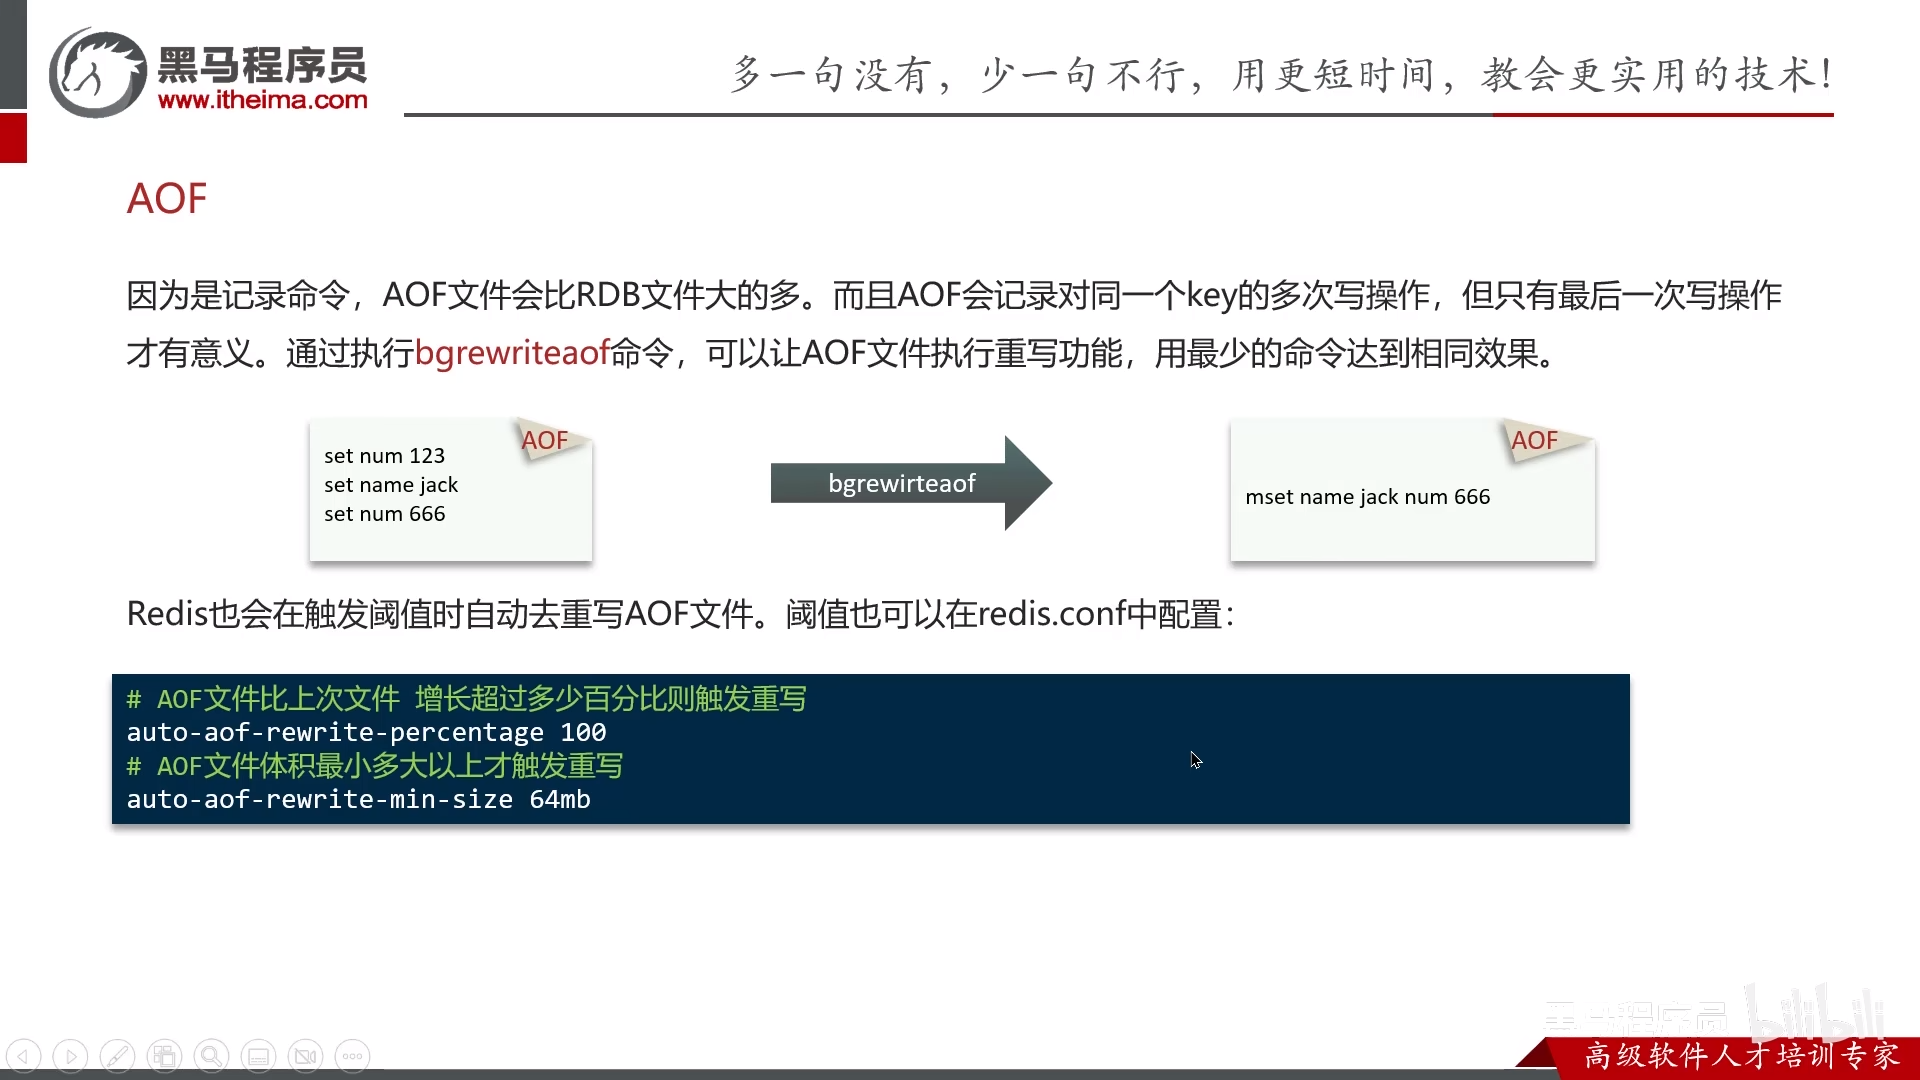 黑马程序员
www.itheima.com
多一句没有，少一句不行，用更短时间，教会更实用的技术！
AOF
因为是记录命令，AOF文件会比RDB文件大的多。而且AOF会记录对同一个key的多次写操作，但只有最后一次写操作
才有意义。通过执行bgrewriteaof命令，可以让AOF文件执行重写功能，用最少的命令达到相同效果。
AOF
set num 123
set name jack
set num 666
bgrewirteaof
AOF
mset name jack num 666
Redis也会在触发阈值时自动去重写AOF文件。阈值也可以在redis.conf中配置：
# AOF文件比上次文件 增长超过多少百分比则触发重写
auto-aof-rewrite-percentage 100
# AOF文件体积最小多大以上才触发重写
auto-aof-rewrite-min-size 64mb
黑马程序员 bilibili
高级软件人才培训专家